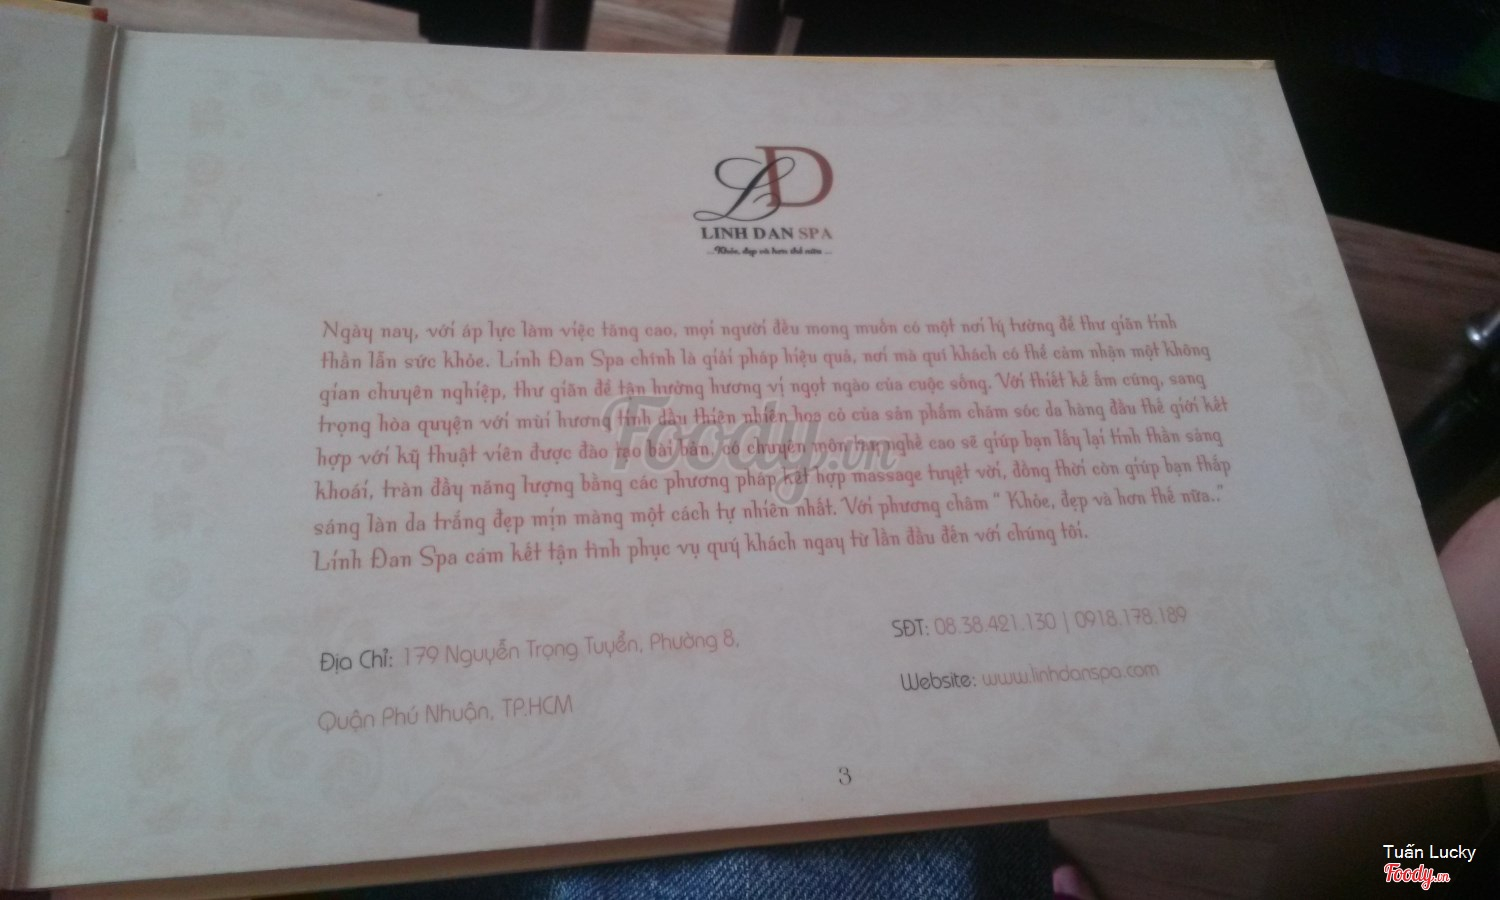 LD
LINH DAN SPA
...Khỏe, đẹp và hơn thế nữa...
Ngày nay, với áp lực làm việc tăng cao, mọi người đều mong muốn có một nơi lý tưởng để thư giãn tinh
thần lẫn sức khỏe. Linh Đan Spa chính là giải pháp hiệu quả, nơi mà quí khách có thể cảm nhận một không
gian chuyên nghiệp, thư giãn để tận hưởng hương vị ngọt ngào của cuộc sống. Với thiết kế ấm cúng, sang
trọng hòa quyện với mùi hương tinh dầu thiên nhiên hoa cỏ của sản phẩm chăm sóc da hàng đầu thế giới kết
hợp với kỹ thuật viên được đào tạo bài bản, có chuyên môn tay nghề cao sẽ giúp bạn lấy lại tinh thần sảng
khoái, tràn đầy năng lượng bằng các phương pháp kết hợp massage tuyệt vời, đồng thời còn giúp bạn thắp
sáng làn da trắng đẹp mịn màng một cách tự nhiên nhất. Với phương châm " Khỏe, đẹp và hơn thế nữa.."
Linh Đan Spa cam kết tận tình phục vụ quý khách ngay từ lần đầu đến với chúng tôi.
Địa Chỉ: 179 Nguyễn Trọng Tuyển, Phường 8,
Quận Phú Nhuận, TP.HCM
SĐT: 08.38.421.130 | 0918.178.189
Website: www.linhdanspa.com
3
Foody.vn
Tuấn Lucky
Foody.vn